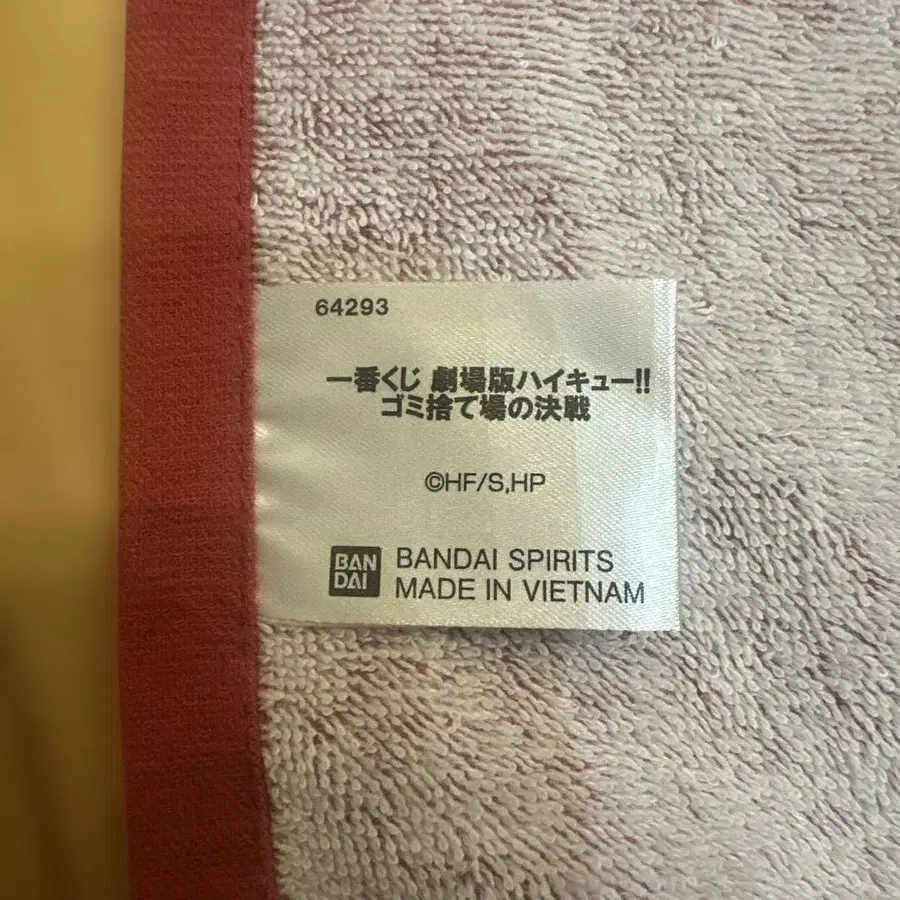 64293
一番くじ 劇場版ハイキュー!!
ゴミ捨て場の決戦
©HF/S,HP
BAN
DAI
BANDAI SPIRITS
MADE IN VIETNAM